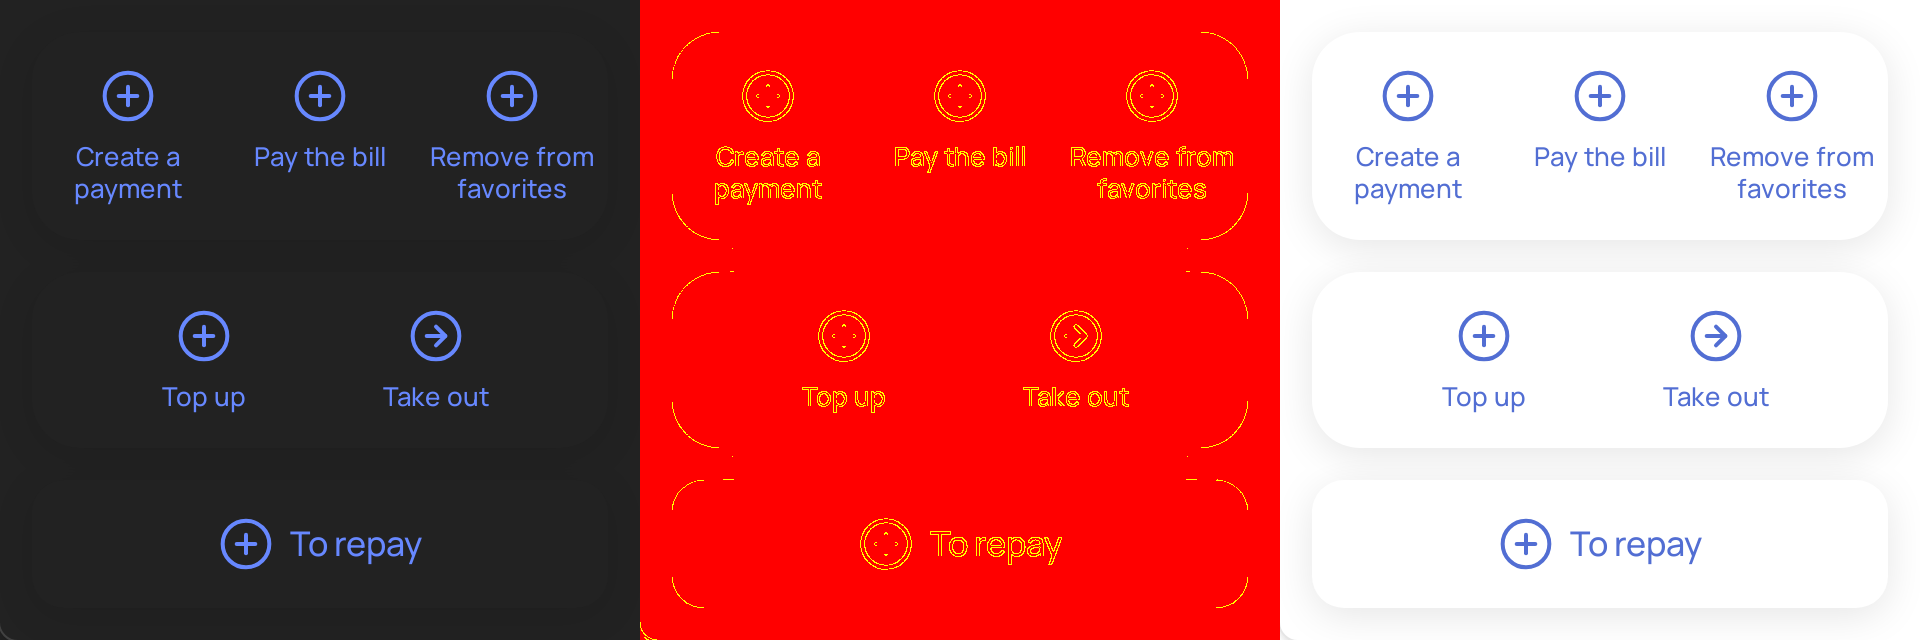 Create a
payment
Pay the bill
Remove from
favorites
Top up
Take out
To repay
Create a
payment
Pay the bill
Remove from
favorites
Top up
Take out
To repay
Create a
payment
Pay the bill
Remove from
favorites
Top up
Take out
To repay